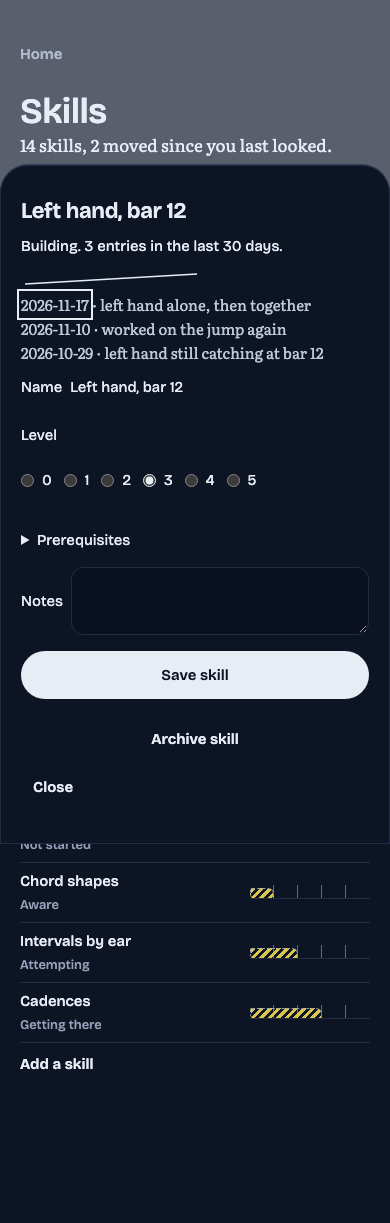 Home
Skills
14 skills, 2 moved since you last looked.
Left hand, bar 12
Building. 3 entries in the last 30 days.
2026-11-17 · left hand alone, then together
2026-11-10 · worked on the jump again
2026-10-29 · left hand still catching at bar 12
Name Left hand, bar 12
Level
0 1 2 3 4 5
Prerequisites
Notes
Save skill
Archive skill
Close
Not started
Chord shapes
Aware
Intervals by ear
Attempting
Cadences
Getting there
Add a skill